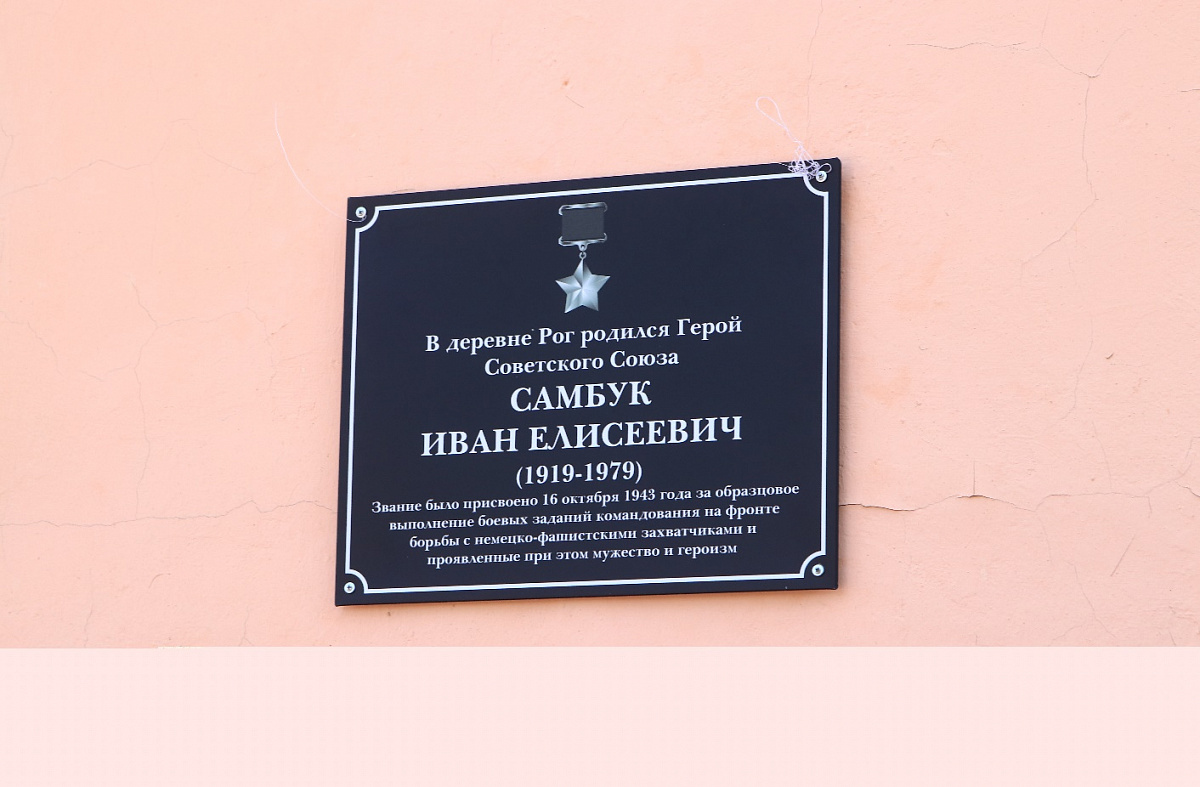 В деревне Рог родился Герой
Советского Союза
САМБУК
ИВАН ЕЛИСЕЕВИЧ
(1919-1979)
Звание было присвоено 16 октября 1943 года за образцовое
выполнение боевых заданий командования на фронте
борьбы с немецко-фашистскими захватчиками и
проявленные при этом мужество и героизм